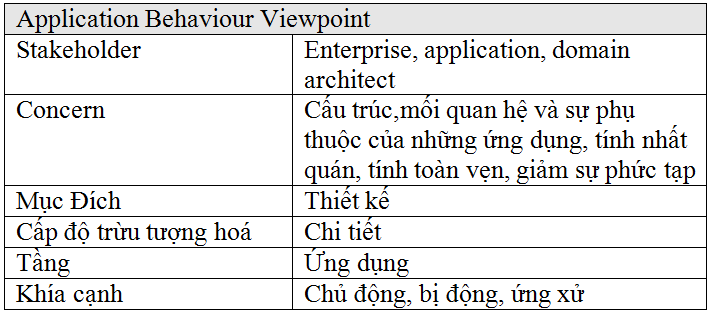 Application Behaviour Viewpoint
Stakeholder
Enterprise, application, domain
architect
Concern
Cấu trúc,mối quan hệ và sự phụ
thuộc của những ứng dụng, tính nhất
quán, tính toàn vẹn, giảm sự phức tạp
Mục Đích
Thiết kế
Cấp độ trừu tượng hoá
Chi tiết
Tầng
Ứng dụng
Khía cạnh
Chủ động, bị động, ứng xử